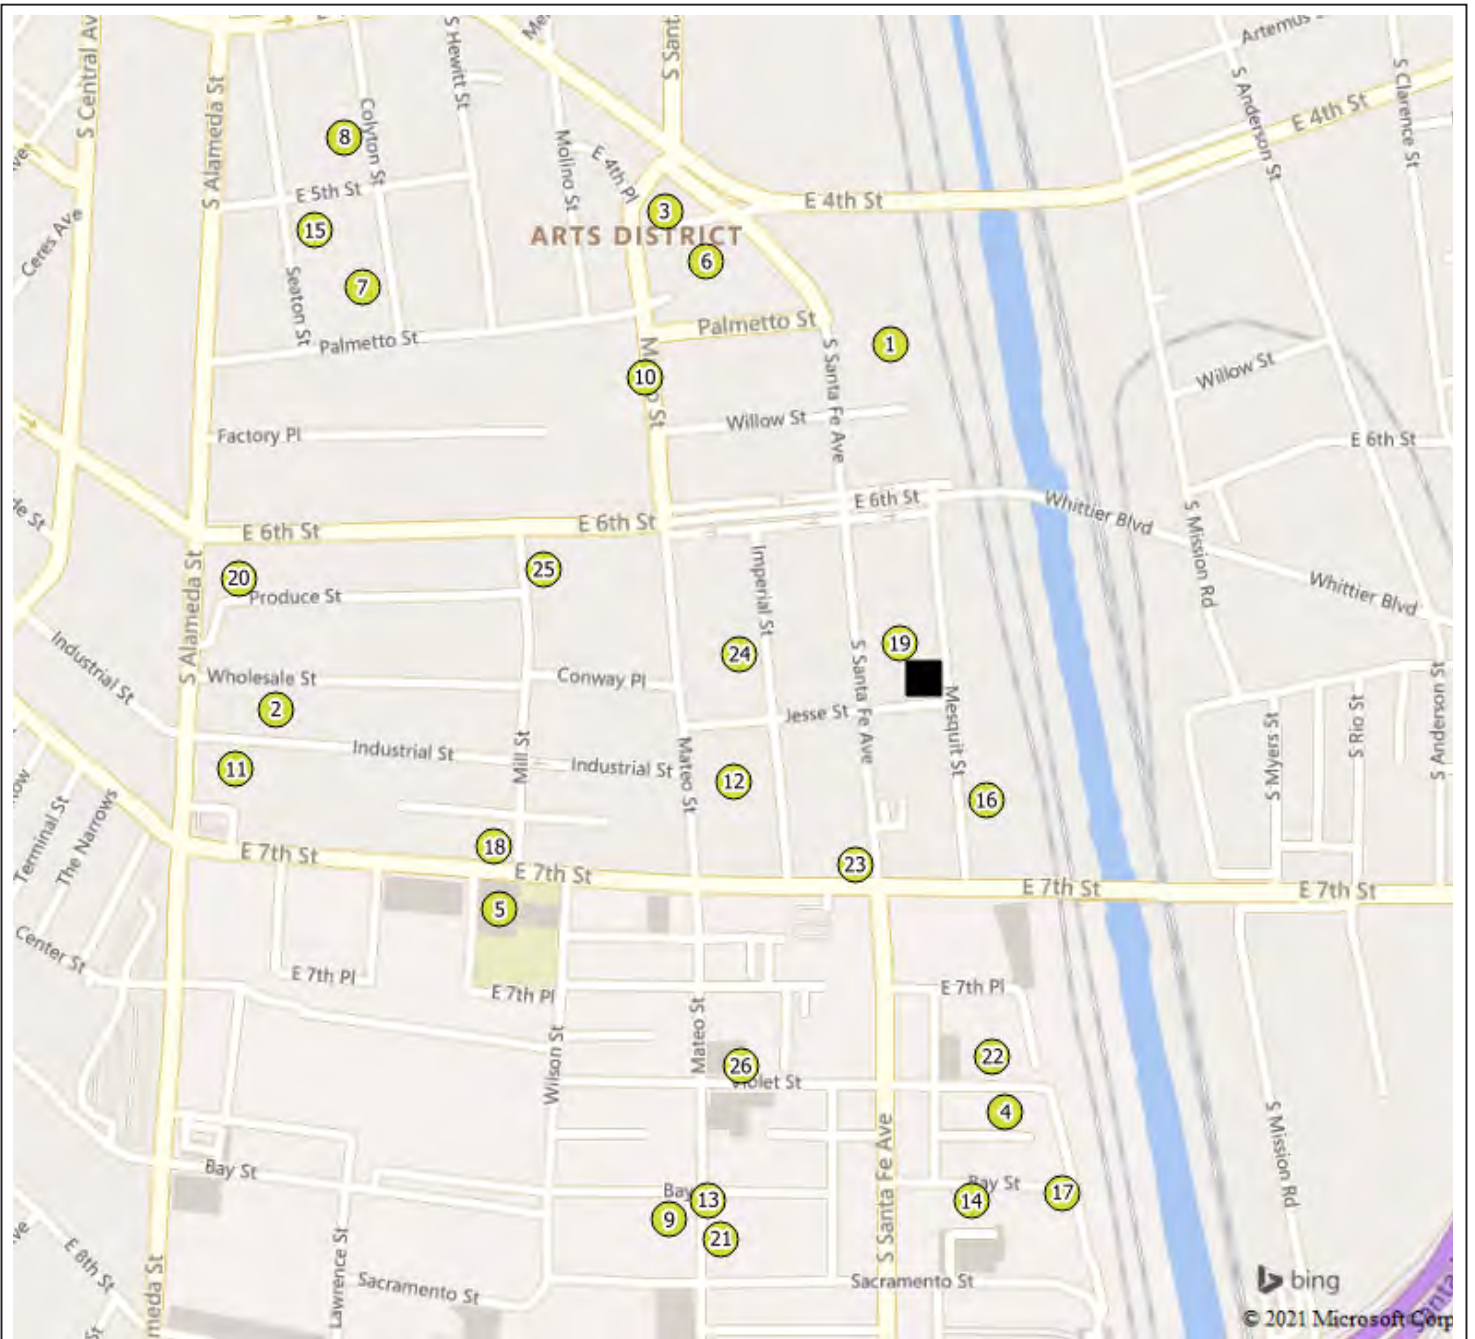 S Central Av
S Alameda St
S Hewitt St
S Sant
Artemus
S Clarence St
S Anderson St
E 4th St
8
Colyton St
Molino St
E 4th Pl
E 5th St
3
E 4th St
15
ARTS DISTRICT
6
Ceres Ave
7
Seaton St
Palmetto St
Palmetto St
1
S Santa Fe Ave
10
Willow St
Willow St
Factory Pl
E 6th St
E 6th St
E 6th St
E 6th St
Whittier Blvd
S Mission Rd
25
20
Produce St
Imperial St
Whittier Blvd
S Alameda St
Industrial St
24
19
S Santa Fe Ave
Wholesale St
Conway Pl
2
Jesse St
Mesquit St
S Myers St
S Rio St
S Anderson St
Industrial St
Mill St
Industrial St
Mateo St
11
12
16
Terminal St
The Narrows
18
E 7th St
E 7th St
23
E 7th St
E 7th St
5
Center St
E 7th Pl
E 7th Pl
E 7th Pl
Mateo St
Wilson St
26
Violet St
22
4
S Mission Rd
Bay St
Bay
13
9
21
S Santa Fe Ave
Bay St
14
17
E 8th St
Lawrence St
Sacramento St
Sacramento St
meda St
bing
© 2021 Microsoft Corp